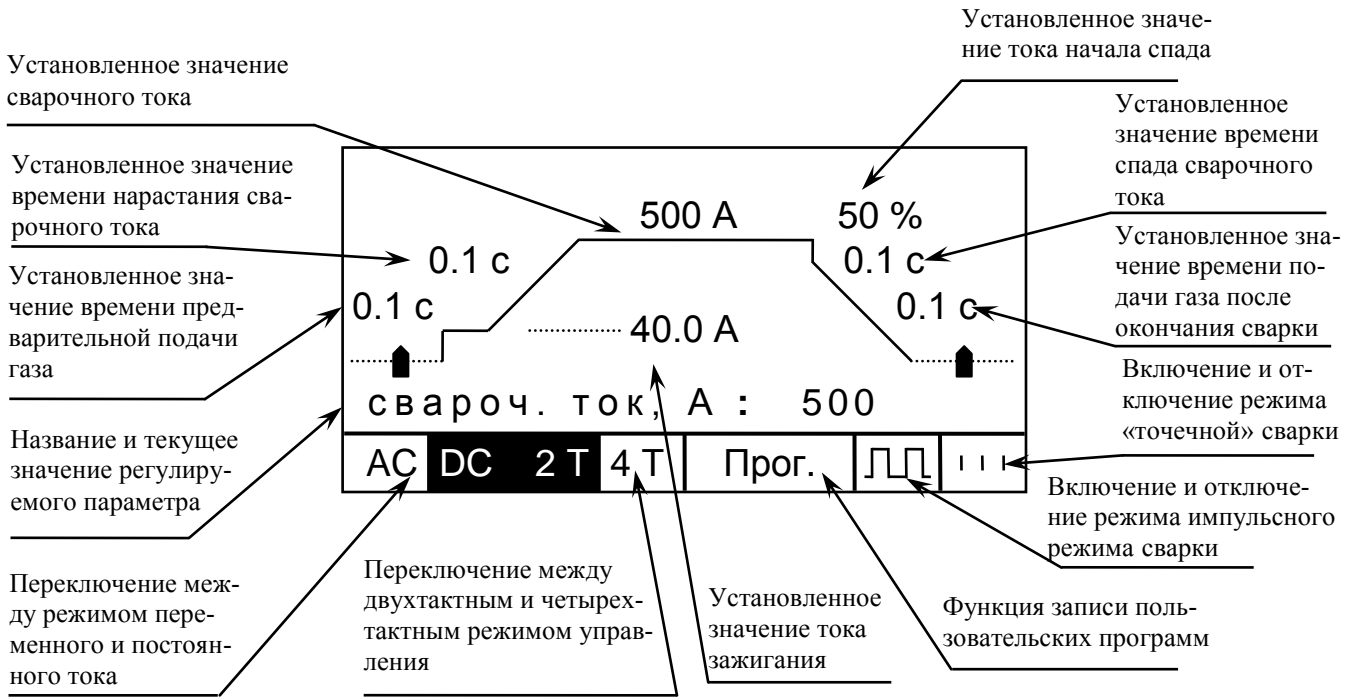 Установленное значе-
ние тока начала спада
Установленное значение
сварочного тока
Установленное
значение времени
спада сварочного
тока
Установленное значение
времени нарастания сва-
рочного тока
500 А
50 %
Установленное зна-
чение времени по-
дачи газа после
окончания сварки
0.1 с
0.1 с
Установленное зна-
чение времени пред-
варительной подачи
газа
0.1 с
0.1 с
40.0 А
Включение и от-
ключение режима
«точечной» сварки
свароч. ток, А : 500
Название и текущее
значение регулиру-
емого параметра
AC DC 2 Т 4 Т Прог.
Включение и отключе-
ние режима импульсного
режима сварки
Переключение меж-
ду режимом пере-
менного и постоян-
ного тока
Переключение между
двухтактным и четырех-
тактным режимом управ-
ления
Установленное
значение тока
зажигания
Функция записи поль-
зовательских программ